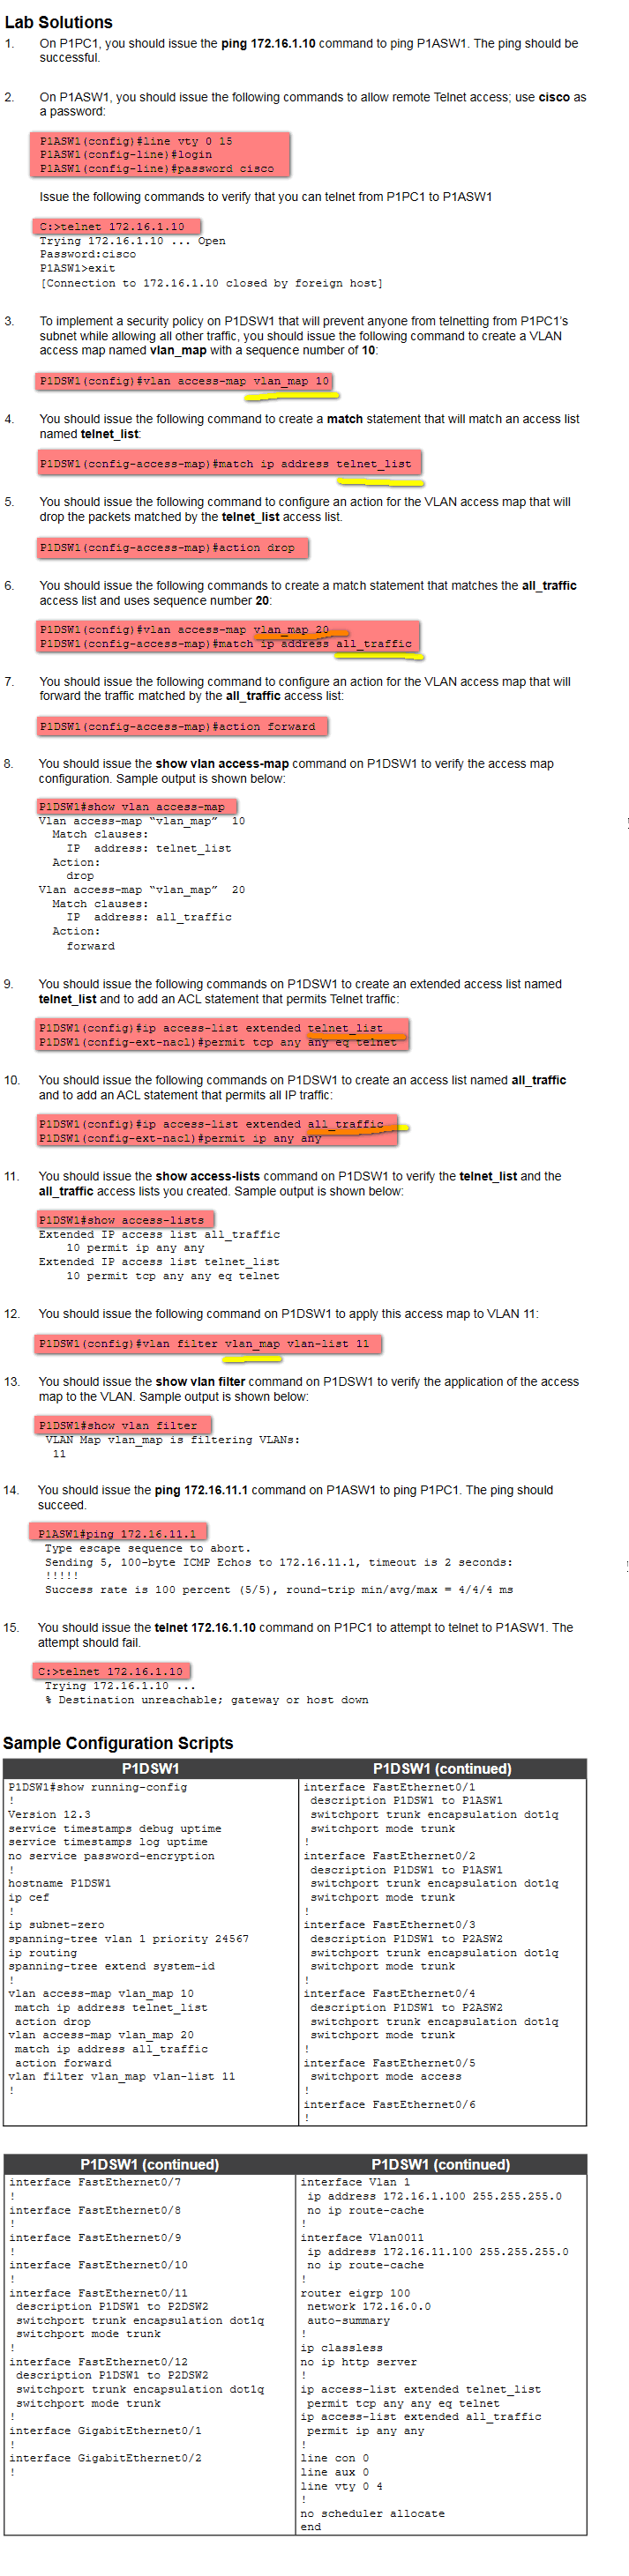 Lab Solutions
1. On P1PC1, you should issue the ping 172.16.1.10 command to ping P1ASW1. The ping should be
successful.
2. On P1ASW1, you should issue the following commands to allow remote Telnet access; use cisco as
a password:
P1ASW1(config)#line vty 0 15
P1ASW1(config-line)#login
P1ASW1(config-line)#password cisco
Issue the following commands to verify that you can telnet from P1PC1 to P1ASW1
C:>telnet 172.16.1.10
Trying 172.16.1.10 ... Open
Password:cisco
P1ASW1>exit
[Connection to 172.16.1.10 closed by foreign host]
3. To implement a security policy on P1DSW1 that will prevent anyone from telnetting from P1PC1's
subnet while allowing all other traffic, you should issue the following command to create a VLAN
access map named vlan_map with a sequence number of 10:
P1DSW1(config)#vlan access-map vlan_map 10
4. You should issue the following command to create a match statement that will match an access list
named telnet_list:
P1DSW1(config-access-map)#match ip address telnet_list
5. You should issue the following command to configure an action for the VLAN access map that will
drop the packets matched by the telnet_list access list.
P1DSW1(config-access-map)#action drop
6. You should issue the following commands to create a match statement that matches the all_traffic
access list and uses sequence number 20:
P1DSW1(config)#vlan access-map vlan_map 20
P1DSW1(config-access-map)#match ip address all_traffic
7. You should issue the following command to configure an action for the VLAN access map that will
forward the traffic matched by the all_traffic access list:
P1DSW1(config-access-map)#action forward
8. You should issue the show vlan access-map command on P1DSW1 to verify the access map
configuration. Sample output is shown below:
P1DSW1#show vlan access-map
Vlan access-map "vlan_map" 10
Match clauses:
IP address: telnet_list
Action:
drop
Vlan access-map "vlan_map" 20
Match clauses:
IP address: all_traffic
Action:
forward
9. You should issue the following commands on P1DSW1 to create an extended access list named
telnet_list and to add an ACL statement that permits Telnet traffic:
P1DSW1(config)#ip access-list extended telnet_list
P1DSW1(config-ext-nacl)#permit tcp any any eq telnet
10. You should issue the following commands on P1DSW1 to create an access list named all_traffic
and to add an ACL statement that permits all IP traffic:
P1DSW1(config)#ip access-list extended all_traffic
P1DSW1(config-ext-nacl)#permit ip any any
11. You should issue the show access-lists command on P1DSW1 to verify the telnet_list and the
all_traffic access lists you created. Sample output is shown below:
P1DSW1#show access-lists
Extended IP access list all_traffic
10 permit ip any any
Extended IP access list telnet_list
10 permit tcp any any eq telnet
12. You should issue the following command on P1DSW1 to apply this access map to VLAN 11:
P1DSW1(config)#vlan filter vlan_map vlan-list 11
13. You should issue the show vlan filter command on P1DSW1 to verify the application of the access
map to the VLAN. Sample output is shown below:
P1DSW1#show vlan filter
VLAN Map vlan_map is filtering VLANs:
11
14. You should issue the ping 172.16.11.1 command on P1ASW1 to ping P1PC1. The ping should
succeed.
P1ASW1#ping 172.16.11.1
Type escape sequence to abort.
Sending 5, 100-byte ICMP Echos to 172.16.11.1, timeout is 2 seconds:
!!!!!
Success rate is 100 percent (5/5), round-trip min/avg/max = 4/4/4 ms
15. You should issue the telnet 172.16.1.10 command on P1PC1 to attempt to telnet to P1ASW1. The
attempt should fail.
C:>telnet 172.16.1.10
Trying 172.16.1.10 ...
% Destination unreachable; gateway or host down
Sample Configuration Scripts
P1DSW1
P1DSW1#show running-config
!
Version 12.3
service timestamps debug uptime
service timestamps log uptime
no service password-encryption
!
hostname P1DSW1
ip cef
!
ip subnet-zero
spanning-tree vlan 1 priority 24567
ip routing
spanning-tree extend system-id
!
vlan access-map vlan_map 10
match ip address telnet_list
action drop
vlan access-map vlan_map 20
match ip address all_traffic
action forward
vlan filter vlan_map vlan-list 11
!
P1DSW1 (continued)
interface FastEthernet0/1
description P1DSW1 to P1ASW1
switchport trunk encapsulation dot1q
switchport mode trunk
!
interface FastEthernet0/2
description P1DSW1 to P1ASW1
switchport trunk encapsulation dot1q
switchport mode trunk
!
interface FastEthernet0/3
description P1DSW1 to P2ASW2
switchport trunk encapsulation dot1q
switchport mode trunk
!
interface FastEthernet0/4
description P1DSW1 to P2ASW2
switchport trunk encapsulation dot1q
switchport mode trunk
!
interface FastEthernet0/5
switchport mode access
!
interface FastEthernet0/6
!
P1DSW1 (continued)
interface FastEthernet0/7
!
interface FastEthernet0/8
!
interface FastEthernet0/9
!
interface FastEthernet0/10
!
interface FastEthernet0/11
description P1DSW1 to P2DSW2
switchport trunk encapsulation dot1q
switchport mode trunk
!
interface FastEthernet0/12
description P1DSW1 to P2DSW2
switchport trunk encapsulation dot1q
switchport mode trunk
!
interface GigabitEthernet0/1
!
interface GigabitEthernet0/2
!
P1DSW1 (continued)
interface Vlan 1
ip address 172.16.1.100 255.255.255.0
no ip route-cache
!
interface Vlan0011
ip address 172.16.11.100 255.255.255.0
no ip route-cache
!
router eigrp 100
network 172.16.0.0
auto-summary
!
ip classless
no ip http server
!
ip access-list extended telnet_list
permit tcp any any eq telnet
ip access-list extended all_traffic
permit ip any any
!
line con 0
line aux 0
line vty 0 4
!
no scheduler allocate
end